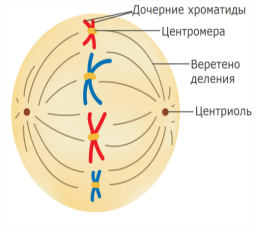 Дочерние хроматиды
Центромера
Веретено
деления
Центриоль